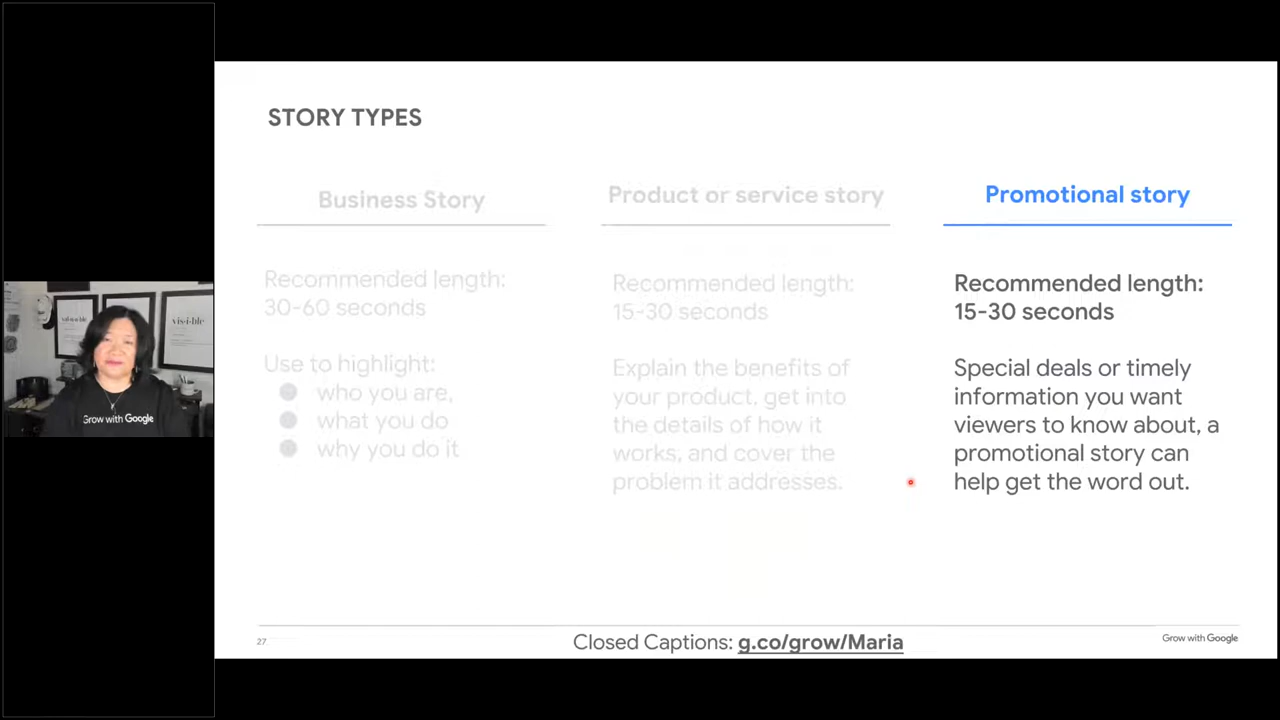 STORY TYPES
Business Story
Recommended length:
30-60 seconds
Use to highlight:
who you are,
what you do
why you do it
Product or service story
Recommended length:
15-30 seconds
Explain the benefits of
your product, get into
the details of how it
works, and cover the
problem it addresses.
Promotional story
Recommended length:
15-30 seconds
Special deals or timely
information you want
viewers to know about, a
promotional story can
help get the word out.
27
Closed Captions: g.co/grow/Maria
Grow with Google
vis·i·ble
Grow with Google